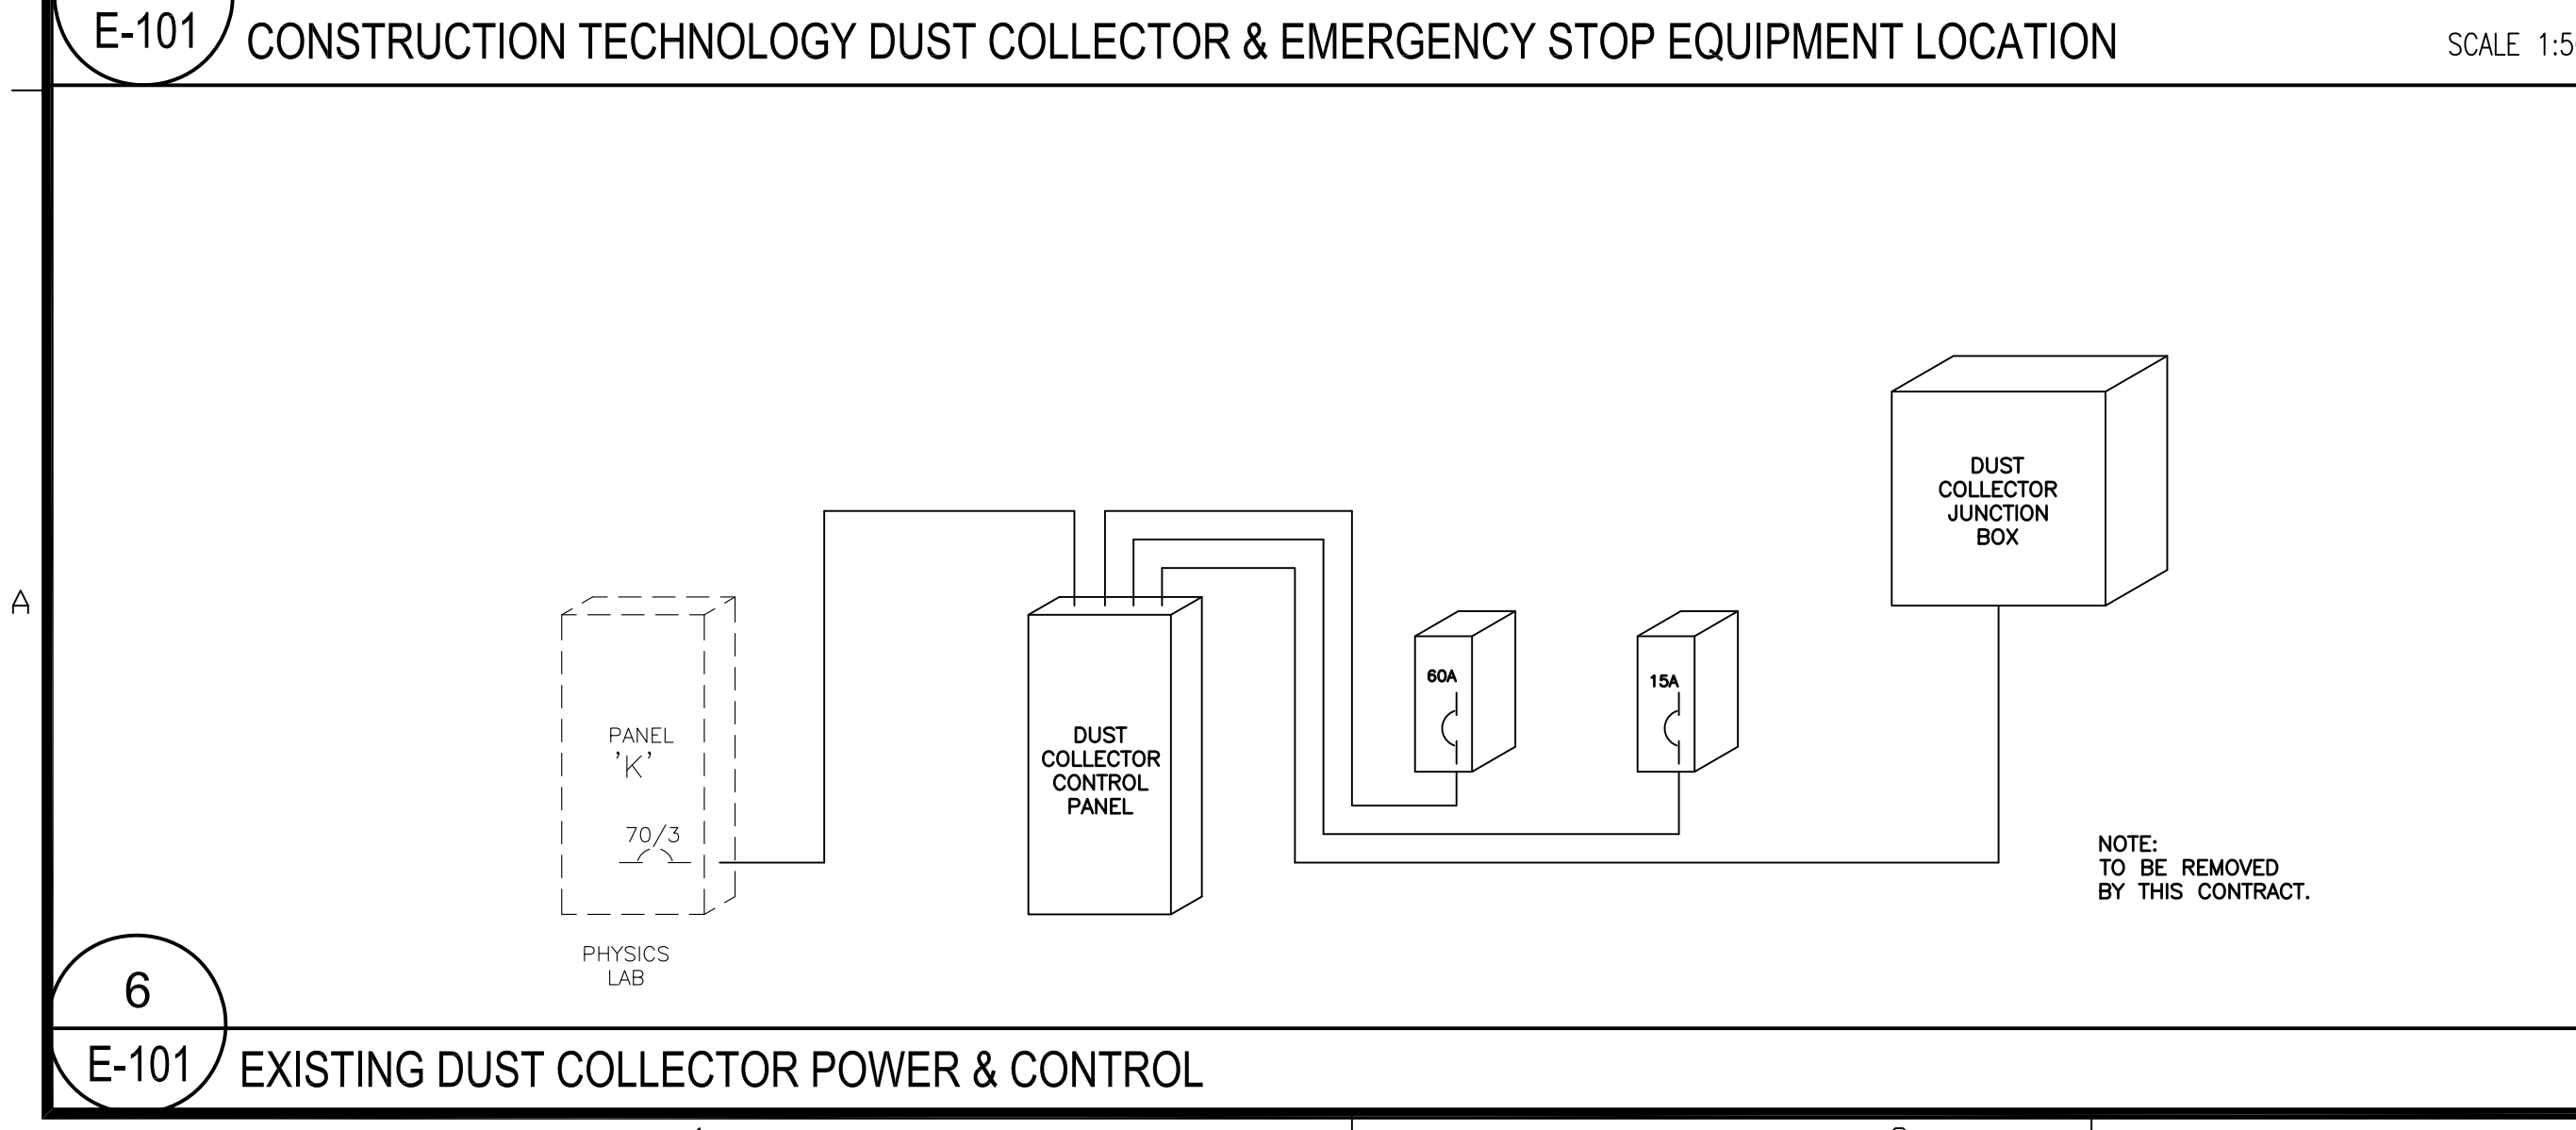 E-101
CONSTRUCTION TECHNOLOGY DUST COLLECTOR & EMERGENCY STOP EQUIPMENT LOCATION
SCALE 1:5
A
DUST
COLLECTOR
JUNCTION
BOX
PANEL
'K'
70/3
PHYSICS
LAB
DUST
COLLECTOR
CONTROL
PANEL
60A
15A
NOTE:
TO BE REMOVED
BY THIS CONTRACT.
6
E-101
EXISTING DUST COLLECTOR POWER & CONTROL